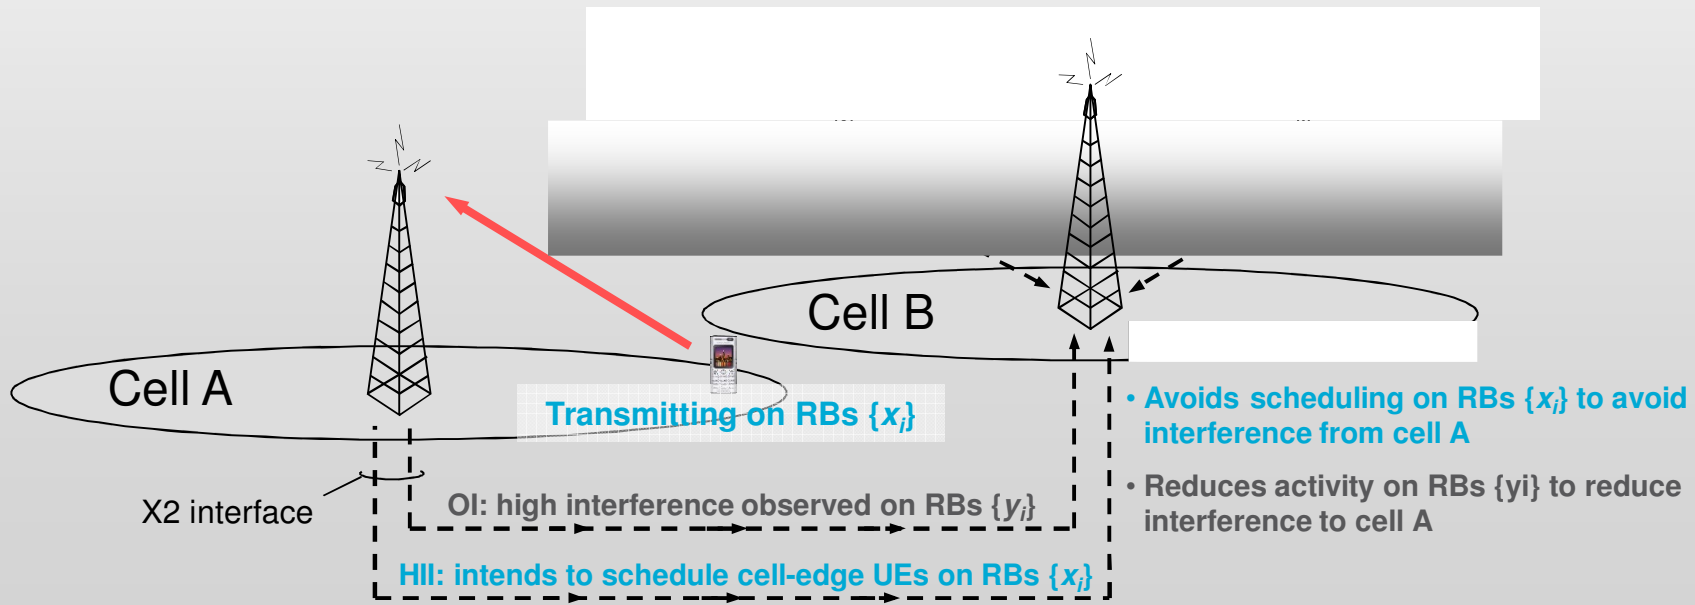 Cell B
Cell A
Transmitting on RBs {xi}
• Avoids scheduling on RBs {xi} to avoid
interference from cell A
X2 interface
OI: high interference observed on RBs {yi}
• Reduces activity on RBs {yi} to reduce
interference to cell A
HII: intends to schedule cell-edge UEs on RBs {xi}